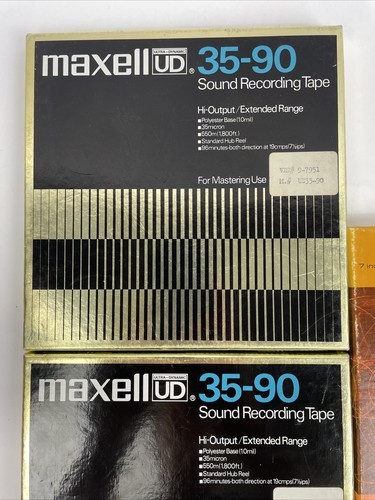 maxell ULTRA-DYNAMIC UD® 35-90
Sound Recording Tape
Hi-Output/Extended Range
■Polyester Base (1.0mil)
■35micron
■550m(1,800ft.)
■Standard Hub Reel
■96minutes-both direction at 19cmps(7½ips)
For Mastering Use
7 in
maxell ULTRA-DYNAMIC UD® 35-90
Sound Recording Tape
Hi-Output/Extended Range
■Polyester Base (1.0mil)
■35micron
■550m(1,800ft.)
■Standard Hub Reel
■96minutes-both direction at 19cmps(7½ips)